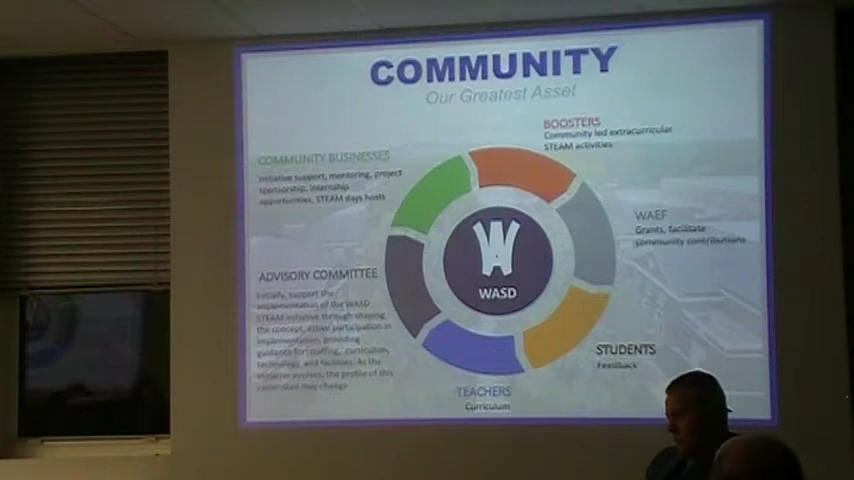 COMMUNITY
Our Greatest Asset
BOOSTERS
Community led extracurricular
STEAM activities
COMMUNITY BUSINESSES
Initiative support, mentoring, project
sponsorship, internship
opportunities, STEAM days hosts
WAEF
Grants, facilitate
community contributions
W
WASD
ADVISORY COMMITTEE
Initially, support the
implementation of the WASD
STEAM initiative through shaping
the concept, active participation in
implementation, providing
guidance for staffing, curriculum,
technology, and facilities. As the
initiative evolves, the profile of this
committee may change
STUDENTS
Feedback
TEACHERS
Curriculum